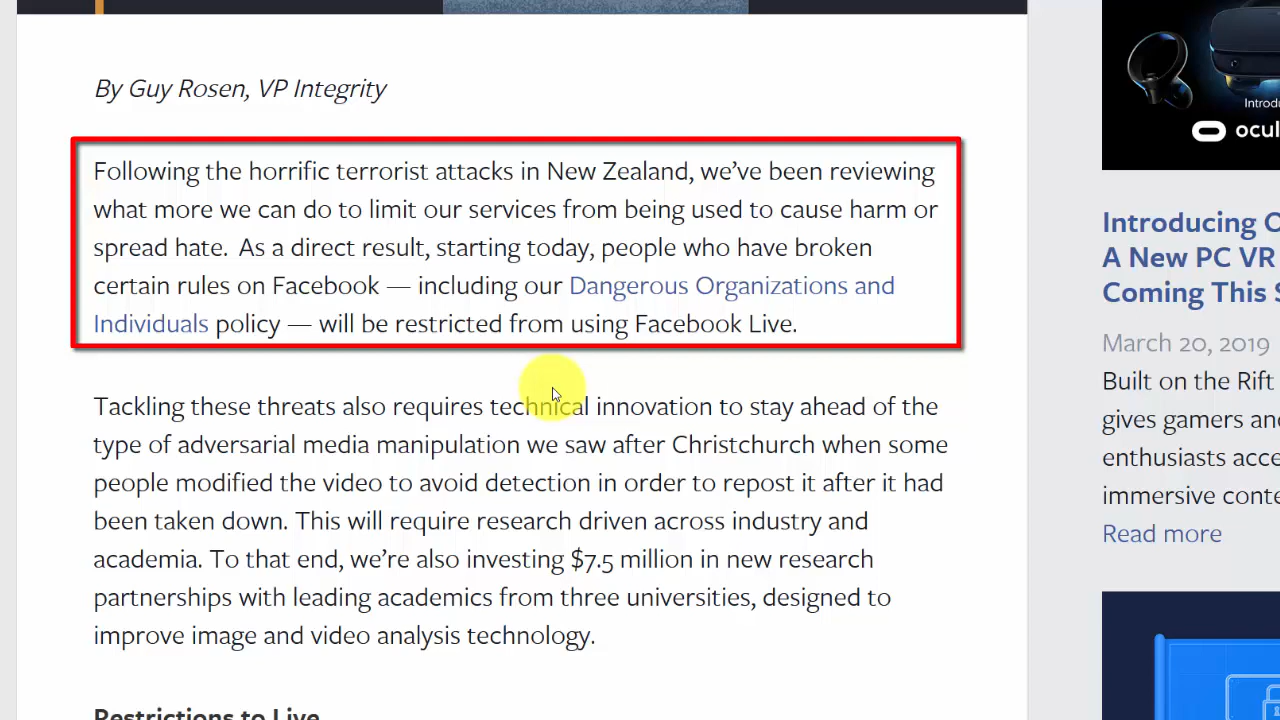 By Guy Rosen, VP Integrity
Following the horrific terrorist attacks in New Zealand, we’ve been reviewing
what more we can do to limit our services from being used to cause harm or
spread hate. As a direct result, starting today, people who have broken
certain rules on Facebook — including our Dangerous Organizations and
Individuals policy — will be restricted from using Facebook Live.
Tackling these threats also requires technical innovation to stay ahead of the
type of adversarial media manipulation we saw after Christchurch when some
people modified the video to avoid detection in order to repost it after it had
been taken down. This will require research driven across industry and
academia. To that end, we’re also investing $7.5 million in new research
partnerships with leading academics from three universities, designed to
improve image and video analysis technology.
Restrictions to Live
Introdu
ocul
Introducing O
A New PC VR
Coming This S
March 20, 2019
Built on the Rift
gives gamers and
enthusiasts acce
immersive conte
Read more